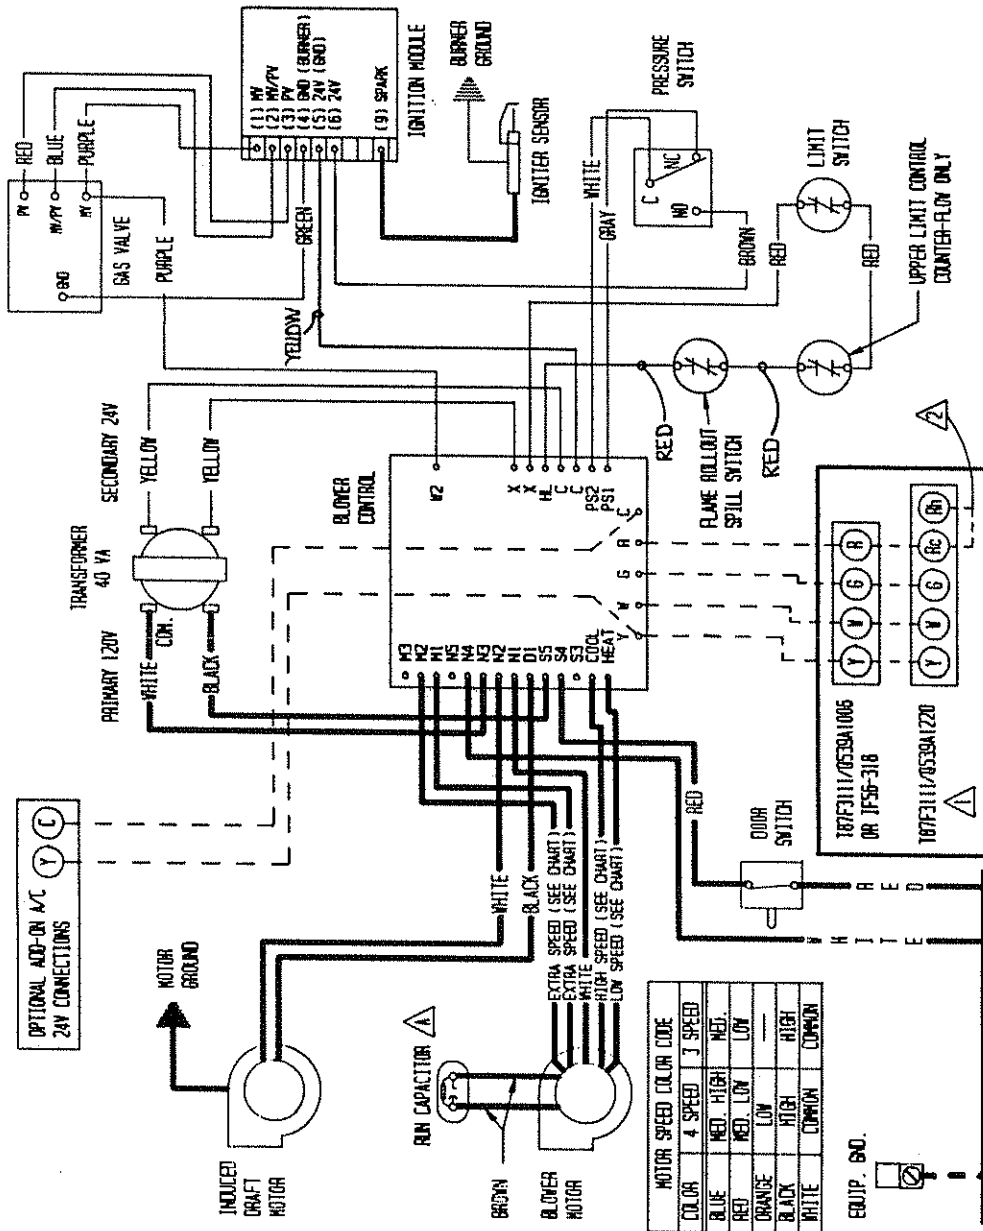 OPTIONAL ADD-ON A/C
24V CONNECTIONS
Y
C
PRIMARY 120V
TRANSFORMER
40 VA
SECONDARY 24V
WHITE
COM.
BLACK
YELLOW
YELLOW
GAS VALVE
GND
PV
MV/PV
MV
RED
BLUE
PURPLE
PURPLE
(1) MV
(2) MV/PV
(3) PV
(4) GND (BURNER)
(5) 24V (GND)
(6) 24V
(9) SPARK
IGNITION MODULE
GREEN
YELLOW
BURNER
GROUND
IGNITER SENSOR
MOTOR
GROUND
INDUCED
DRAFT
MOTOR
WHITE
BLACK
BLOWER
CONTROL
M3
M2
M1
N5
N4
N3
N2
N1
D1
S5
S4
S3
COOL
HEAT
W2
X
X
HL
C
C
PS2
PS1
Y
W
G
R
C
WHITE
GRAY
PRESSURE
SWITCH
C
NC
NO
BROWN
RED
LIMIT
SWITCH
RED
UPPER LIMIT CONTROL
COUNTER-FLOW ONLY
RED
FLAME ROLLOUT
SPILL SWITCH
RED
RUN CAPACITOR
A
BROWN
BLOWER
MOTOR
EXTRA SPEED (SEE CHART)
EXTRA SPEED (SEE CHART)
WHITE
HIGH SPEED (SEE CHART)
LOW SPEED (SEE CHART)
RED
DOOR
SWITCH
WHITE
RED
T87F3111/Q539A1006
OR 1F56-318
Y
W
G
R
T87F3111/Q539A1220
Y
W
G
Rc
Rh
1
2
MOTOR SPEED COLOR CODE
COLOR 4 SPEED 3 SPEED
BLUE MED. HIGH MED.
RED MED. LOW LOW
ORANGE LOW —
BLACK HIGH HIGH
WHITE COMMON COMMON
EQUIP. GND.